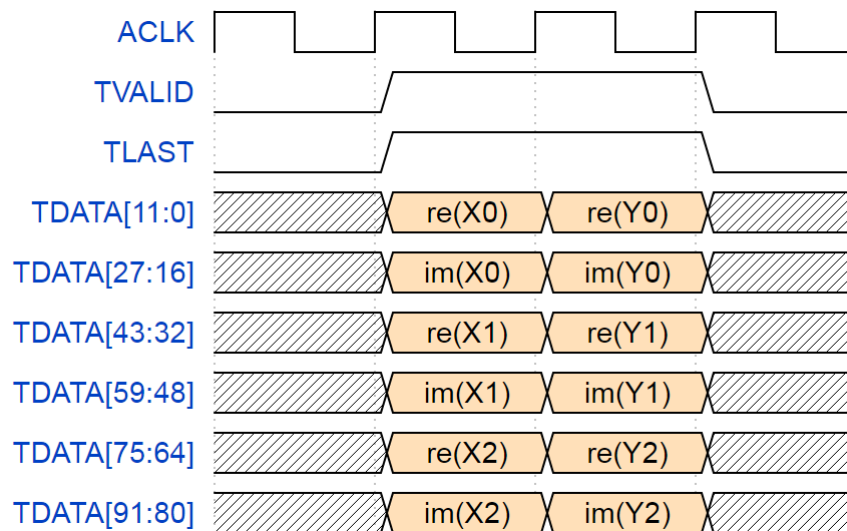 ACLK
TVALID
TLAST
TDATA[11:0] re(X0) re(Y0)
TDATA[27:16] im(X0) im(Y0)
TDATA[43:32] re(X1) re(Y1)
TDATA[59:48] im(X1) im(Y1)
TDATA[75:64] re(X2) re(Y2)
TDATA[91:80] im(X2) im(Y2)